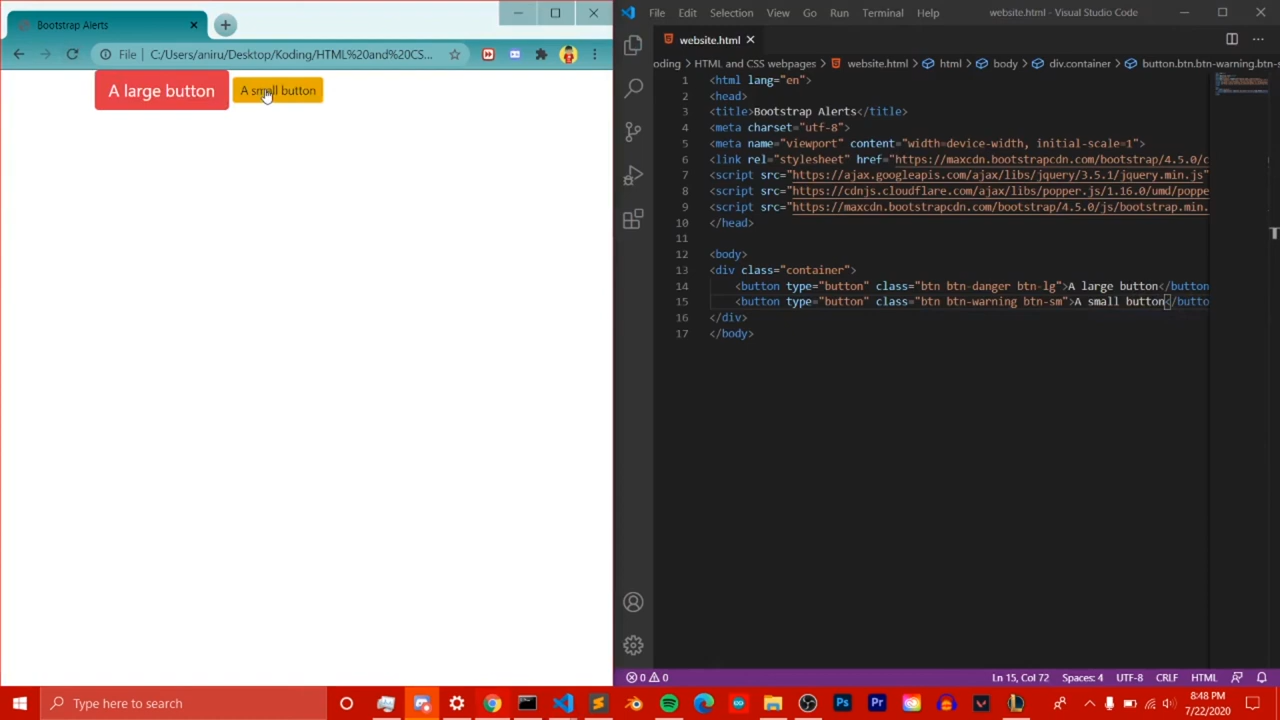 Bootstrap Alerts
File | C:/Users/aniru/Desktop/Koding/HTML%20and%20CS...
A large button
A small button
File Edit Selection View Go Run Terminal Help
website.html - Visual Studio Code
website.html
oding > HTML and CSS webpages > website.html > html > body > div.container > button.btn.btn-warning.btn-s
1 <html lang="en">
2 <head>
3 <title>Bootstrap Alerts</title>
4 <meta charset="utf-8">
5 <meta name="viewport" content="width=device-width, initial-scale=1">
6 <link rel="stylesheet" href="https://maxcdn.bootstrapcdn.com/bootstrap/4.5.0/c
7 <script src="https://ajax.googleapis.com/ajax/libs/jquery/3.5.1/jquery.min.js"
8 <script src="https://cdnjs.cloudflare.com/ajax/libs/popper.js/1.16.0/umd/poppe
9 <script src="https://maxcdn.bootstrapcdn.com/bootstrap/4.5.0/js/bootstrap.min.
10 </head>
11
12 <body>
13 <div class="container">
14 <button type="button" class="btn btn-danger btn-lg">A large button</button
15 <button type="button" class="btn btn-warning btn-sm">A small button</butto
16 </div>
17 </body>
0 0
Ln 15, Col 72 Spaces: 4 UTF-8 CRLF HTML
Type here to search
Ps
Pr
8:48 PM
7/22/2020